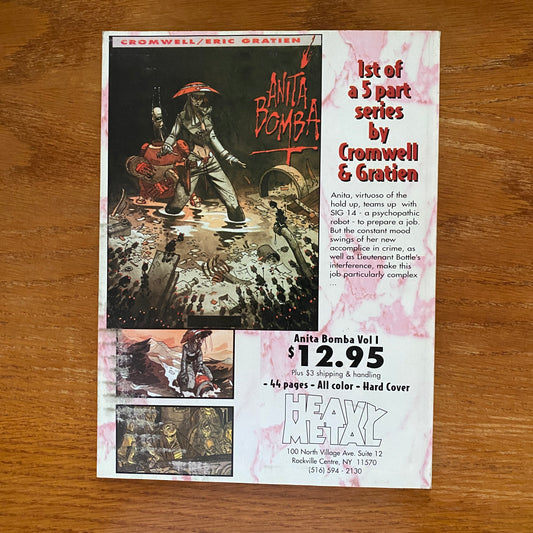 CROMWELL/ERIC GRATIEN
ANITA
BOMBA
1st of
a 5 part
series
by
Cromwell
& Gratien
Anita, virtuoso of the
hold up, teams up with
SIG 14 - a psychopathic
robot - to prepare a job.
But the constant mood
swings of her new
accomplice in crime, as
well as Lieutenant Bottle's
interference, make this
job particularly complex
...
Anita Bomba Vol 1
$12.95
Plus $3 shipping & handling
- 44 pages - All color - Hard Cover
HEAVY
METAL
100 North Village Ave. Suite 12
Rockville Centre, NY 11570
(516) 594 - 2130